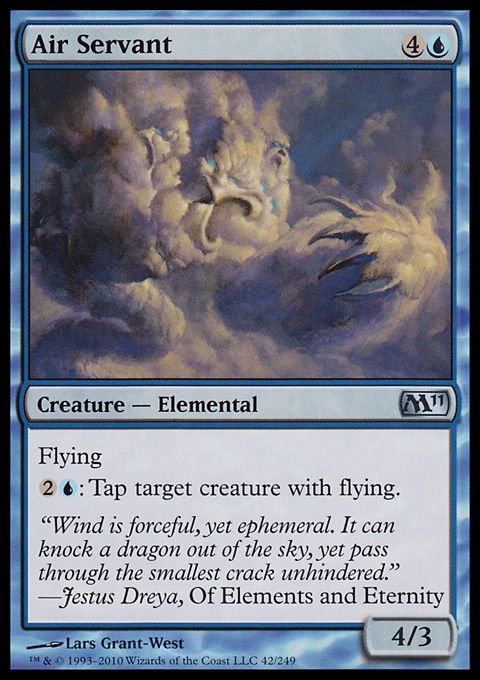 Air Servant 4
Creature — Elemental M11
Flying
2: Tap target creature with flying.
“Wind is forceful, yet ephemeral. It can
knock a dragon out of the sky, yet pass
through the smallest crack unhindered.”
—Jestus Dreya, Of Elements and Eternity
4/3
Lars Grant-West
™ & © 1993–2010 Wizards of the Coast LLC 42/249